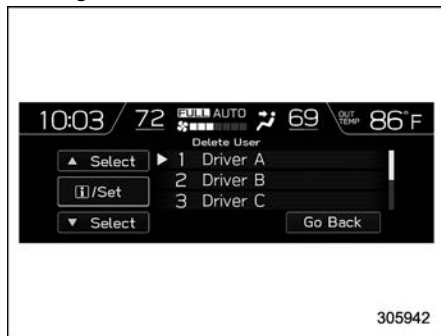 10:03 72 FULL AUTO 69 OUT TEMP 86°F
Delete User
▲ Select ▶ 1 Driver A
i/Set 2 Driver B
3 Driver C
▼ Select Go Back
305942